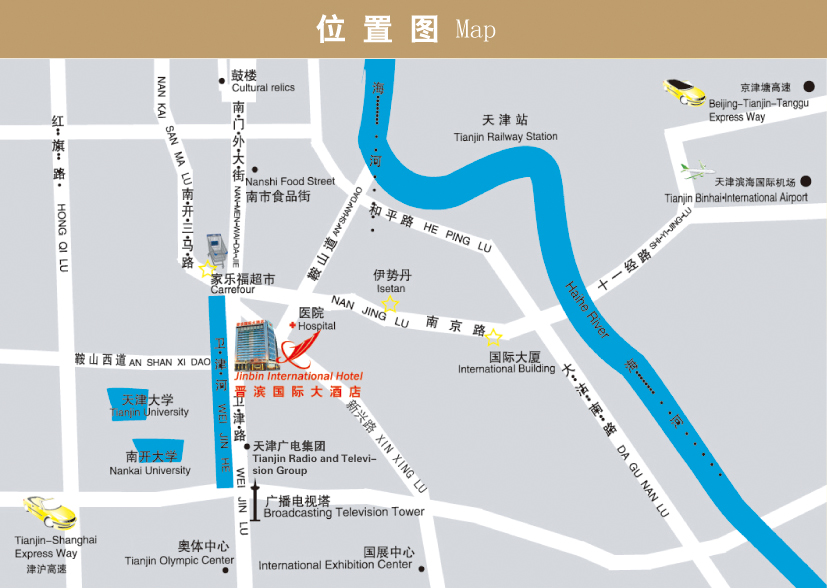 位置图 Map
鼓楼
Cultural relics
京津塘高速
Beijing-Tianjin-Tanggu
Express Way
天津站
Tianjin Railway Station
海河
红旗路
HONG QI LU
NAN KAI SAN MA LU
南开三马路
南门外大街
NAN-MEN-WAI-DA-JIE
Nanshi Food Street
南市食品街
天津滨海国际机场
Tianjin Binhai·International Airport
鞍山道 AN-SHAN-DAO
和平路 HE PING LU
十一经路 SHI-YI-JING-LU
家乐福超市
Carrefour
伊势丹
Isetan
NAN JING LU 南京路
Haihe River
海河
医院
Hospital
国际大厦
International Building
鞍山西道 AN SHAN XI DAO
Jinbin International Hotel
晋滨国际大酒店
卫津河 WEI JIN HE
卫津路
WEI JIN LU
大沽南路 DA GU NAN LU
新兴路 XIN XING LU
天津大学
Tianjin University
南开大学
Nankai University
天津广电集团
Tianjin Radio and Televi-
sion Group
广播电视塔
Broadcasting Television Tower
Tianjin-Shanghai
Express Way
津沪高速
奥体中心
Tianjin Olympic Center
国展中心
International Exhibition Center